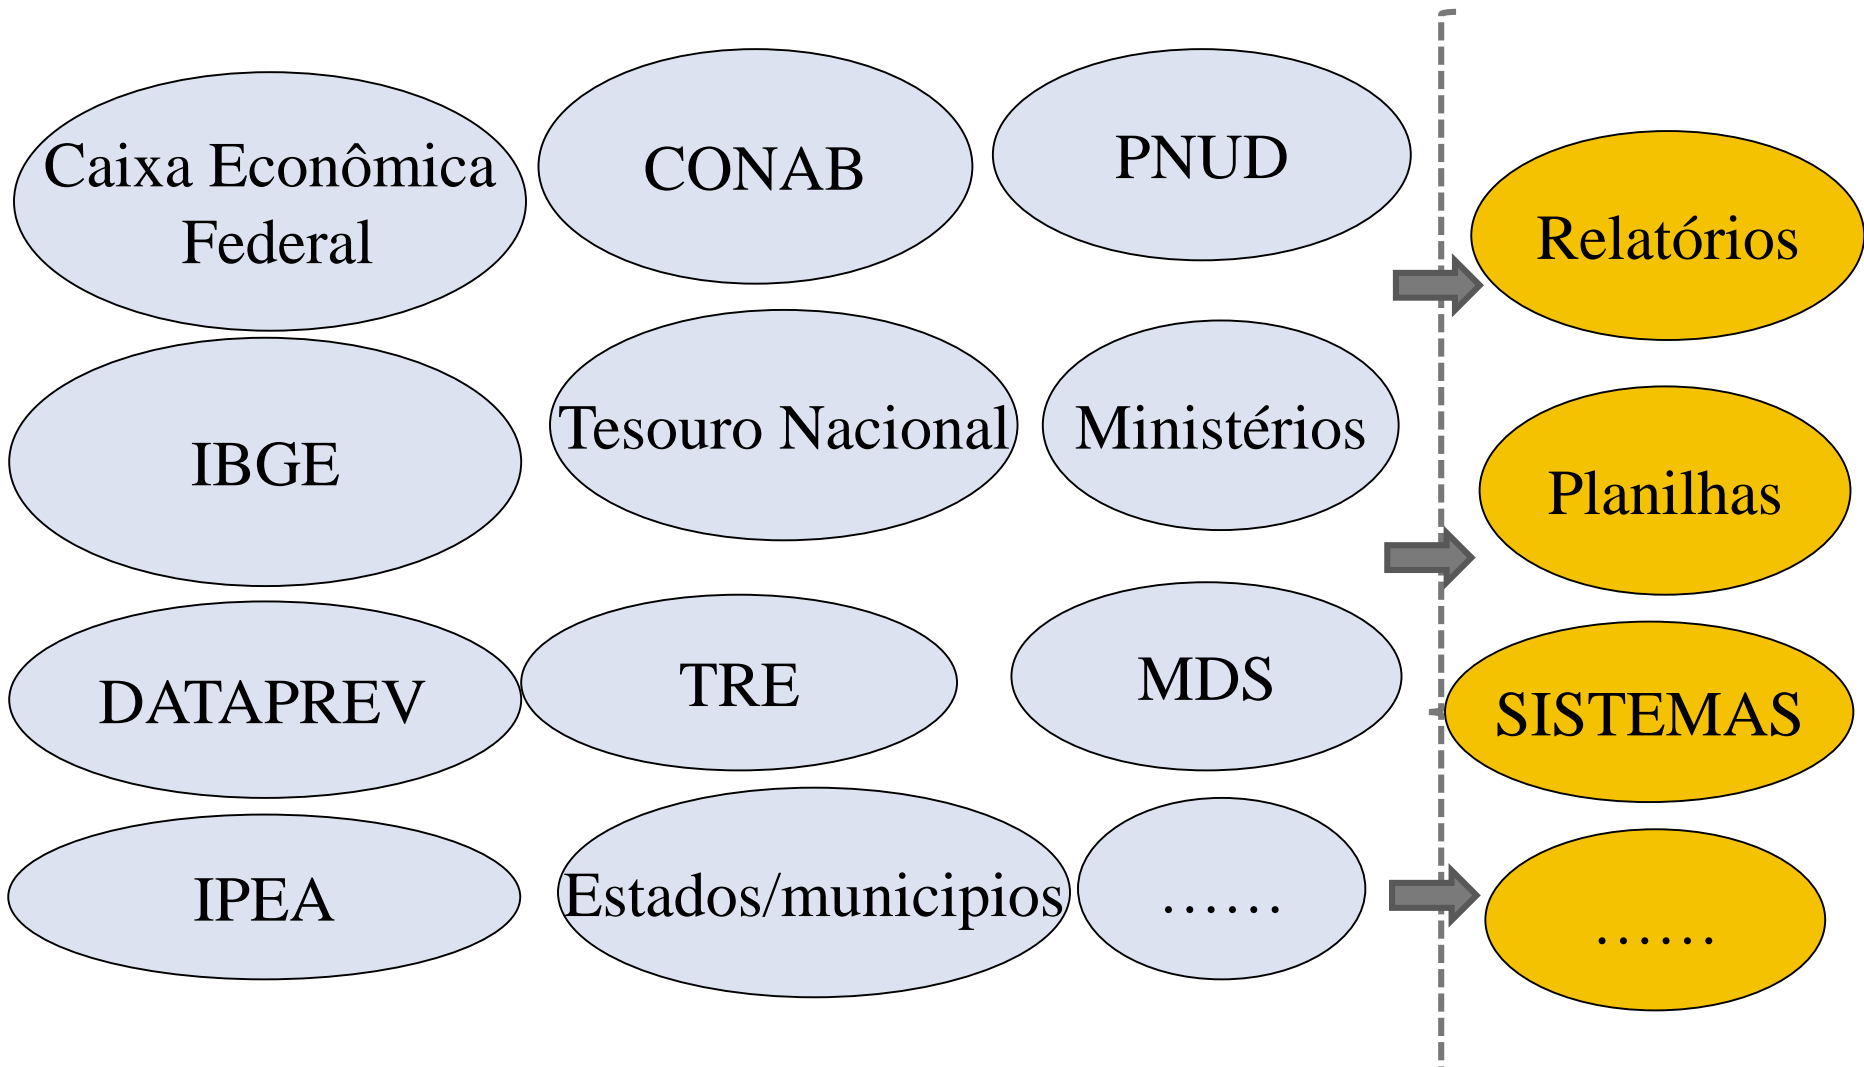 Caixa Econômica
Federal
CONAB
PNUD
Relatórios
IBGE
Tesouro Nacional
Ministérios
Planilhas
DATAPREV
TRE
MDS
SISTEMAS
IPEA
Estados/municipios
……
……